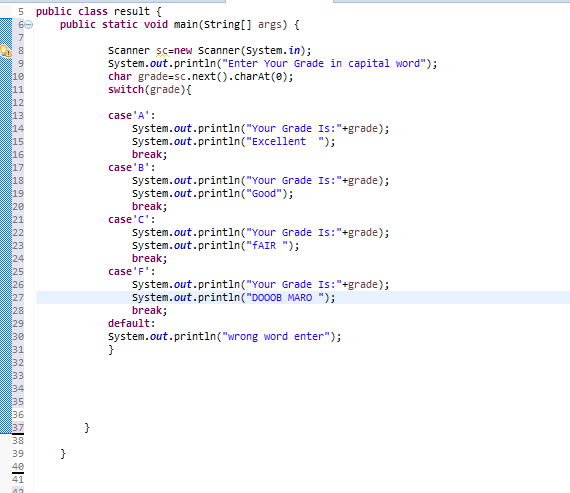 5 public class result {
6 public static void main(String[] args) {
7
8 Scanner sc=new Scanner(System.in);
9 System.out.println("Enter Your Grade in capital word");
10 char grade=sc.next().charAt(0);
11 switch(grade){
12
13 case'A':
14 System.out.println("Your Grade Is:"+grade);
15 System.out.println("Excellent  ");
16 break;
17 case'B':
18 System.out.println("Your Grade Is:"+grade);
19 System.out.println("Good");
20 break;
21 case'C':
22 System.out.println("Your Grade Is:"+grade);
23 System.out.println("fAIR ");
24 break;
25 case'F':
26 System.out.println("Your Grade Is:"+grade);
27 System.out.println("DOOOB MARO ");
28 break;
29 default:
30 System.out.println("wrong word enter");
31 }
32
33
34
35
36
37 }
38
39 }
40
41
42